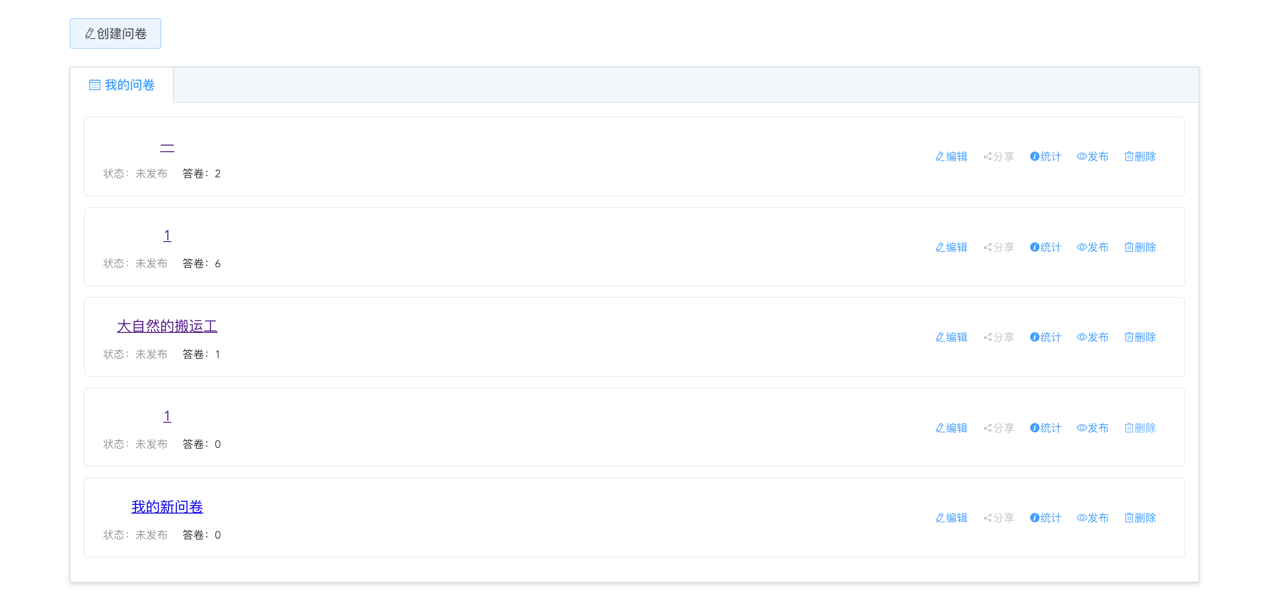 创建问卷
我的问卷
一
状态：未发布 答卷：2
编辑 分享 统计 发布 删除
1
状态：未发布 答卷：6
编辑 分享 统计 发布 删除
大自然的搬运工
状态：未发布 答卷：1
编辑 分享 统计 发布 删除
1
状态：未发布 答卷：0
编辑 分享 统计 发布 删除
我的新问卷
状态：未发布 答卷：0
编辑 分享 统计 发布 删除